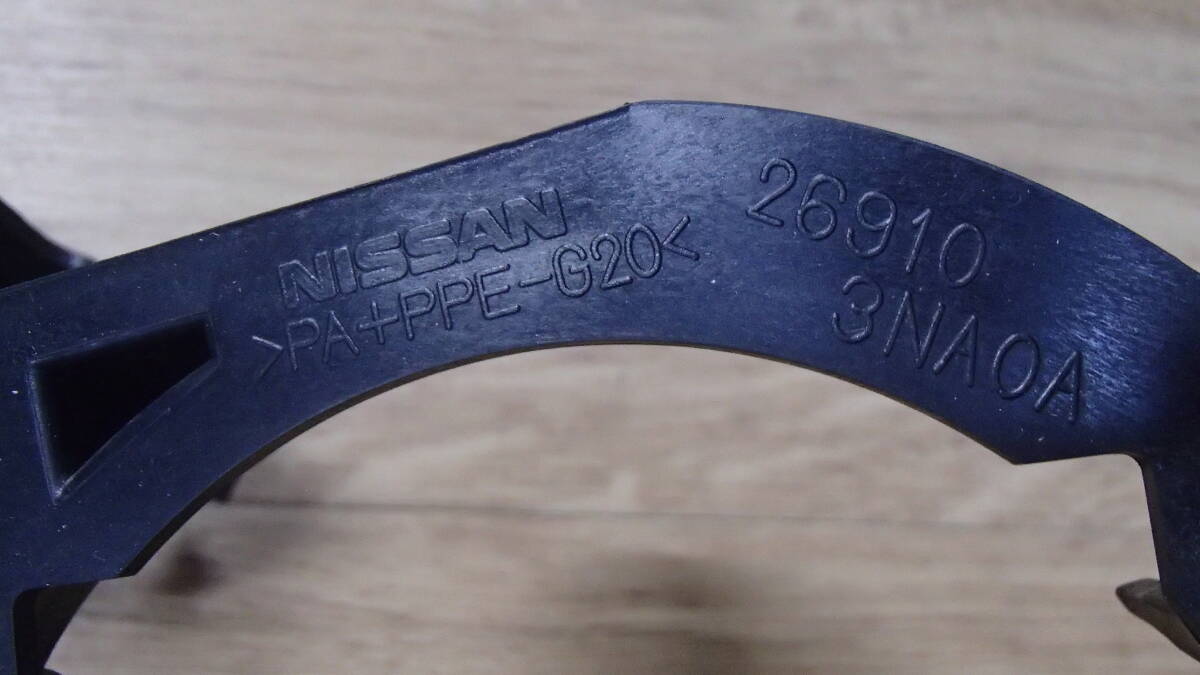 NISSAN
>PA+PPE-G20<
26910
3NA0A